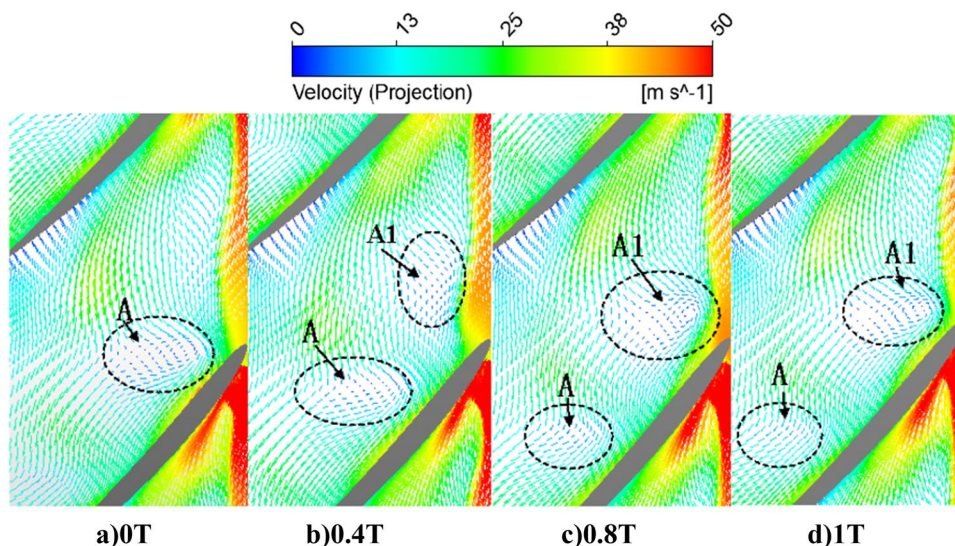 0 13 25 38 50
Velocity (Projection) [m s^-1]
A
A1
A
A1
A
A1
A
a)0T b)0.4T c)0.8T d)1T